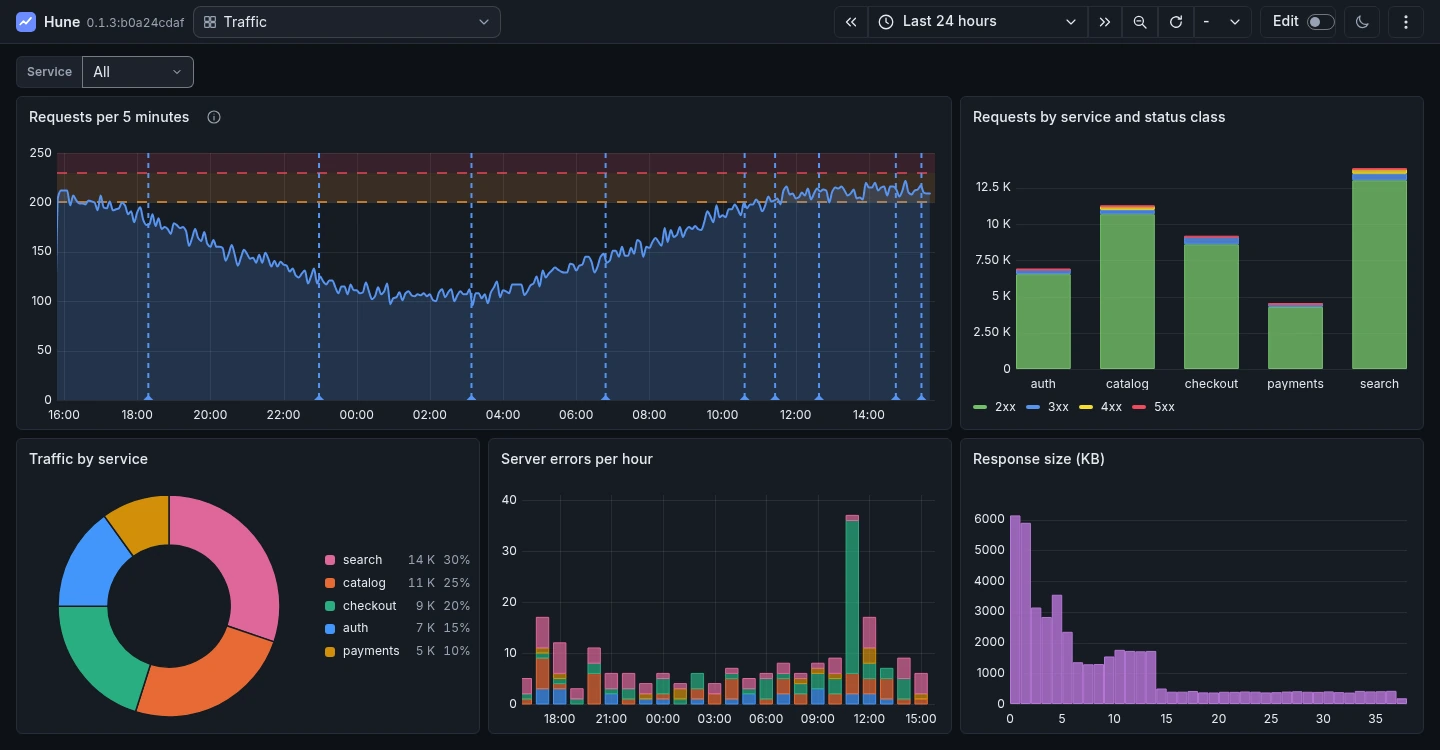 Hune 0.1.3:b0a24cdaf Traffic Last 24 hours - Edit
Service All
Requests per 5 minutes
250
200
150
100
50
0
16:00 18:00 20:00 22:00 00:00 02:00 04:00 06:00 08:00 10:00 12:00 14:00
Requests by service and status class
12.5 K
10 K
7.50 K
5 K
2.50 K
0
auth catalog checkout payments search
2xx 3xx 4xx 5xx
Traffic by service
search 14 K 30%
catalog 11 K 25%
checkout 9 K 20%
auth 7 K 15%
payments 5 K 10%
Server errors per hour
40
30
20
10
0
18:00 21:00 00:00 03:00 06:00 09:00 12:00 15:00
Response size (KB)
6000
5000
4000
3000
2000
1000
0
0 5 10 15 20 25 30 35